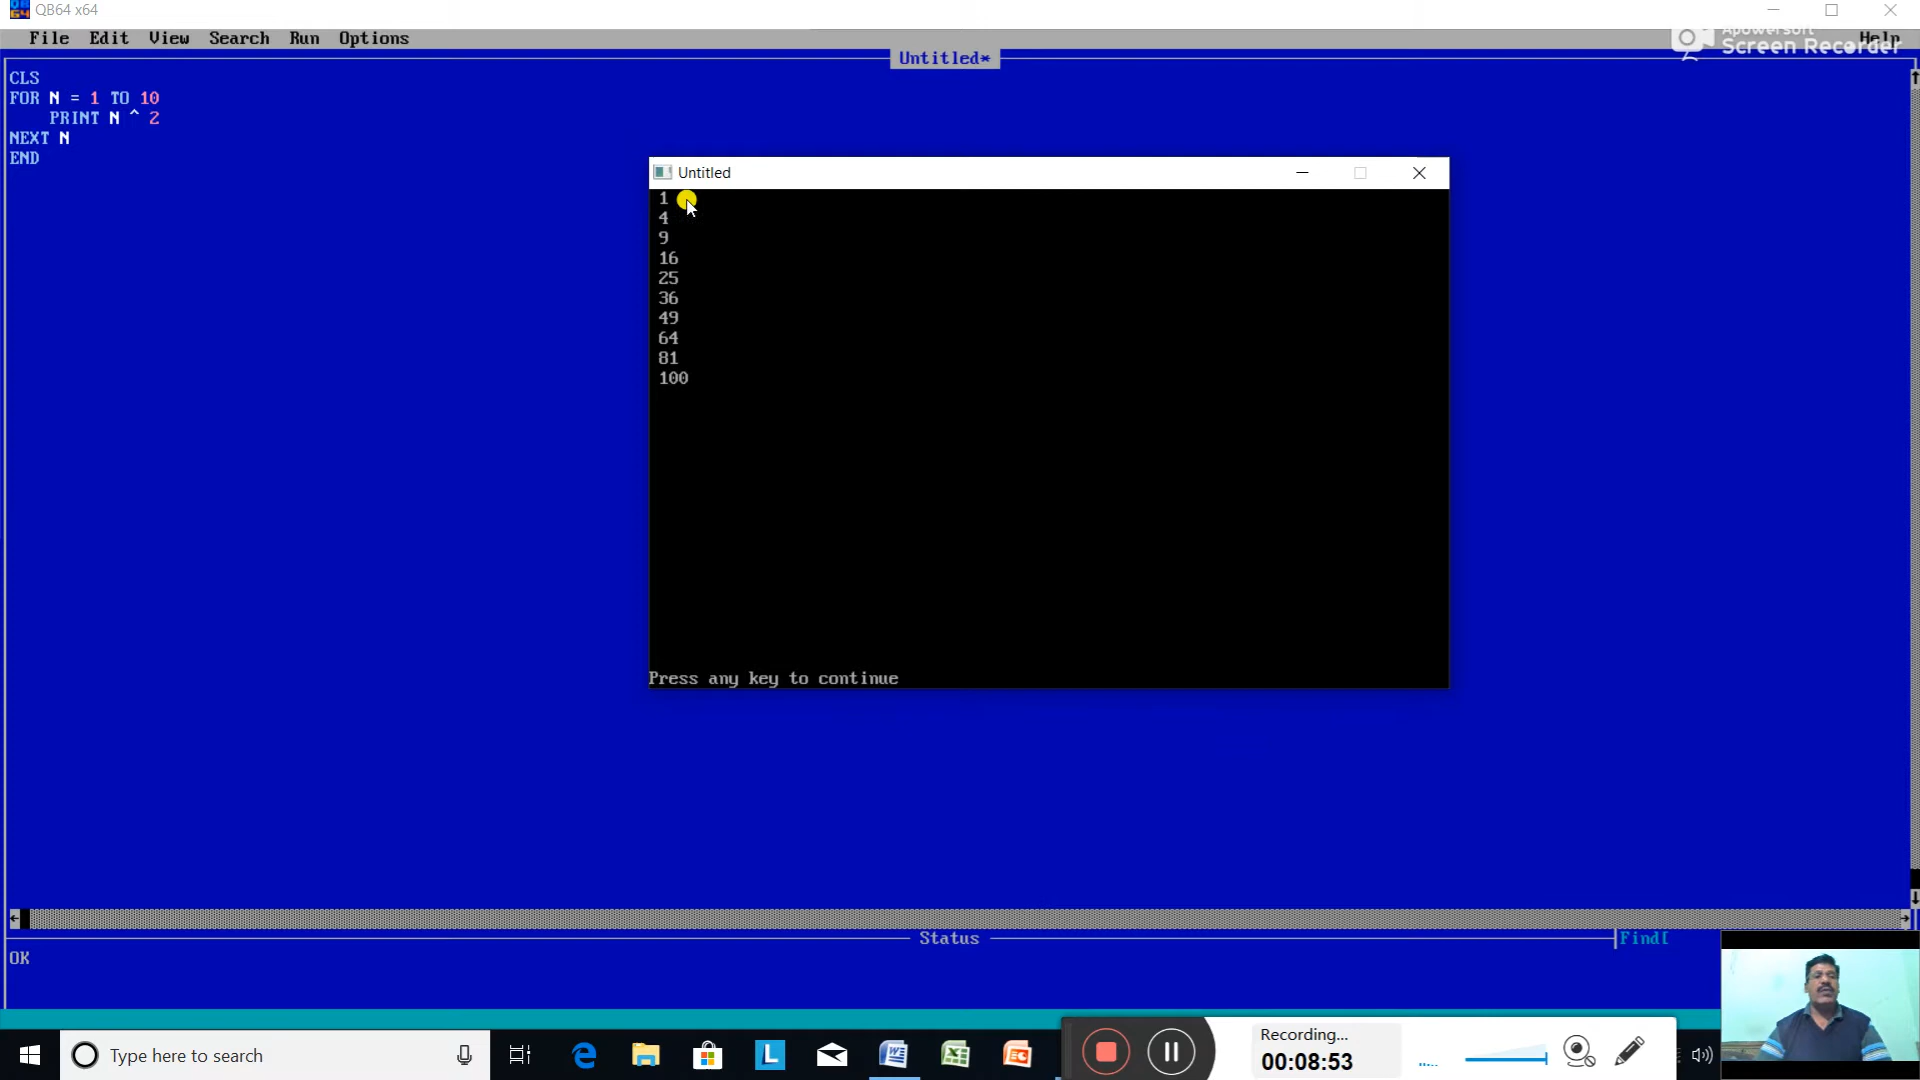 QB64 x64
File Edit View Search Run Options Help
Apowersoft
Screen Recorder
Untitled*
CLS
FOR N = 1 TO 10
PRINT N ^ 2
NEXT N
END
Untitled
1
4
9
16
25
36
49
64
81
100
Press any key to continue
Status
Find[
OK
Type here to search
Recording...
00:08:53